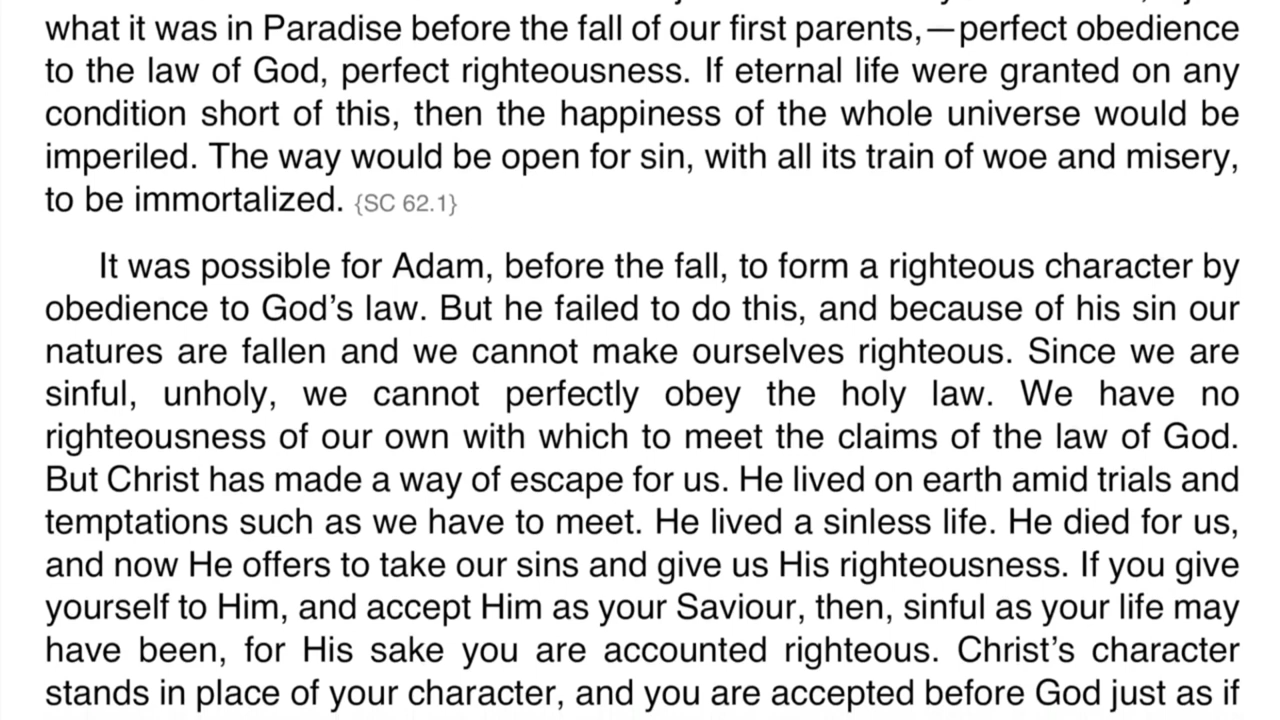 what it was in Paradise before the fall of our first parents,—perfect obedience
to the law of God, perfect righteousness. If eternal life were granted on any
condition short of this, then the happiness of the whole universe would be
imperiled. The way would be open for sin, with all its train of woe and misery,
to be immortalized. {SC 62.1}
It was possible for Adam, before the fall, to form a righteous character by
obedience to God’s law. But he failed to do this, and because of his sin our
natures are fallen and we cannot make ourselves righteous. Since we are
sinful, unholy, we cannot perfectly obey the holy law. We have no
righteousness of our own with which to meet the claims of the law of God.
But Christ has made a way of escape for us. He lived on earth amid trials and
temptations such as we have to meet. He lived a sinless life. He died for us,
and now He offers to take our sins and give us His righteousness. If you give
yourself to Him, and accept Him as your Saviour, then, sinful as your life may
have been, for His sake you are accounted righteous. Christ’s character
stands in place of your character, and you are accepted before God just as if